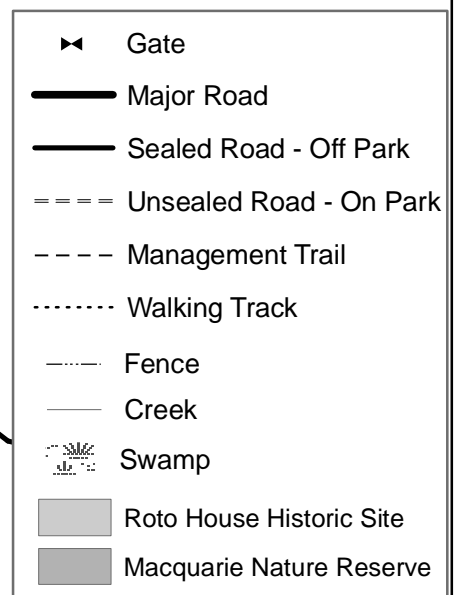 Gate
Major Road
Sealed Road - Off Park
Unsealed Road - On Park
Management Trail
Walking Track
Fence
Creek
Swamp
Roto House Historic Site
Macquarie Nature Reserve